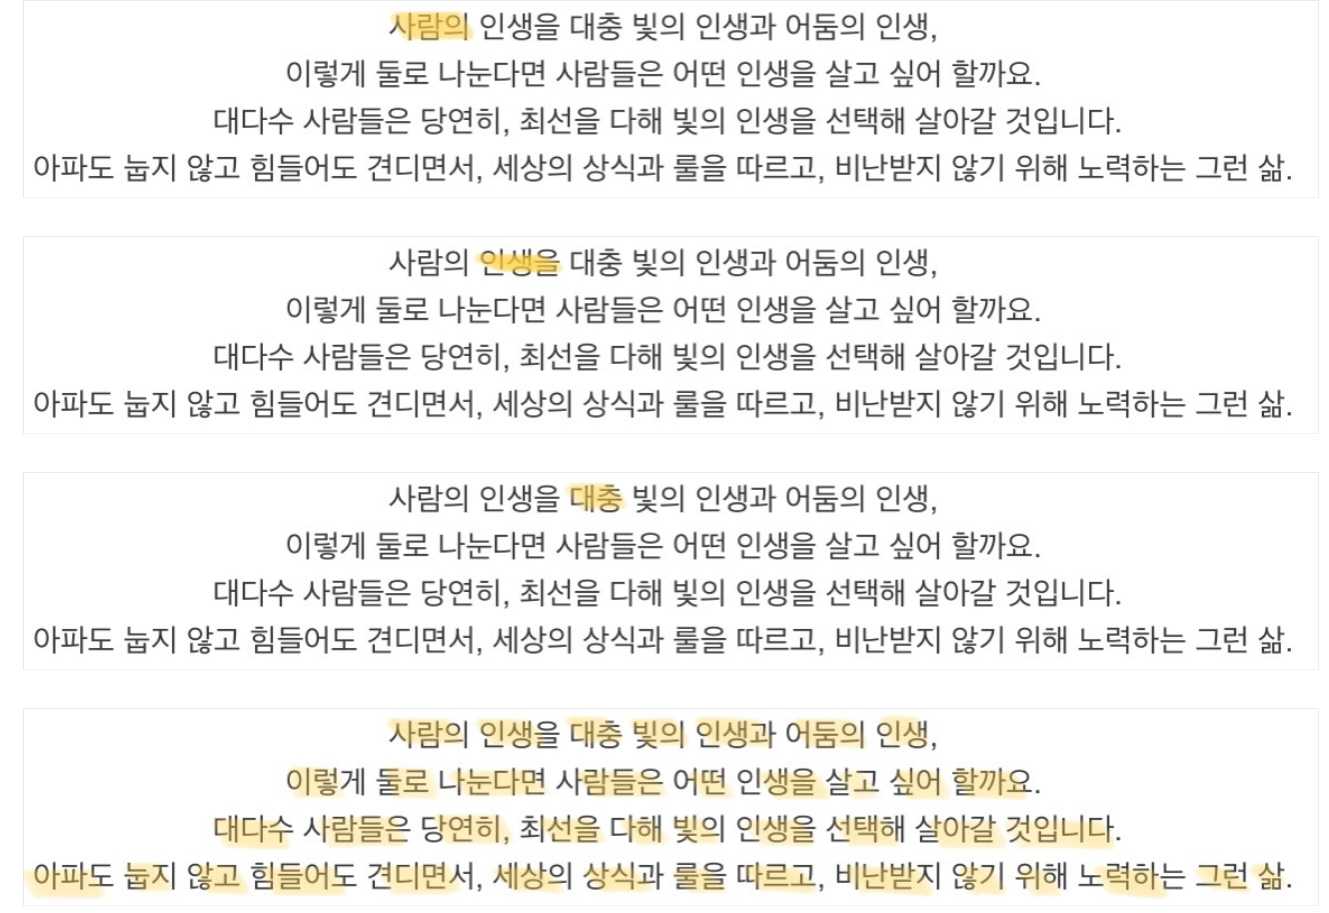 사람의 인생을 대충 빛의 인생과 어둠의 인생,
이렇게 둘로 나눈다면 사람들은 어떤 인생을 살고 싶어 할까요.
대다수 사람들은 당연히, 최선을 다해 빛의 인생을 선택해 살아갈 것입니다.
아파도 눕지 않고 힘들어도 견디면서, 세상의 상식과 룰을 따르고, 비난받지 않기 위해 노력하는 그런 삶.
사람의 인생을 대충 빛의 인생과 어둠의 인생,
이렇게 둘로 나눈다면 사람들은 어떤 인생을 살고 싶어 할까요.
대다수 사람들은 당연히, 최선을 다해 빛의 인생을 선택해 살아갈 것입니다.
아파도 눕지 않고 힘들어도 견디면서, 세상의 상식과 룰을 따르고, 비난받지 않기 위해 노력하는 그런 삶.
사람의 인생을 대충 빛의 인생과 어둠의 인생,
이렇게 둘로 나눈다면 사람들은 어떤 인생을 살고 싶어 할까요.
대다수 사람들은 당연히, 최선을 다해 빛의 인생을 선택해 살아갈 것입니다.
아파도 눕지 않고 힘들어도 견디면서, 세상의 상식과 룰을 따르고, 비난받지 않기 위해 노력하는 그런 삶.
사람의 인생을 대충 빛의 인생과 어둠의 인생,
이렇게 둘로 나눈다면 사람들은 어떤 인생을 살고 싶어 할까요.
대다수 사람들은 당연히, 최선을 다해 빛의 인생을 선택해 살아갈 것입니다.
아파도 눕지 않고 힘들어도 견디면서, 세상의 상식과 룰을 따르고, 비난받지 않기 위해 노력하는 그런 삶.